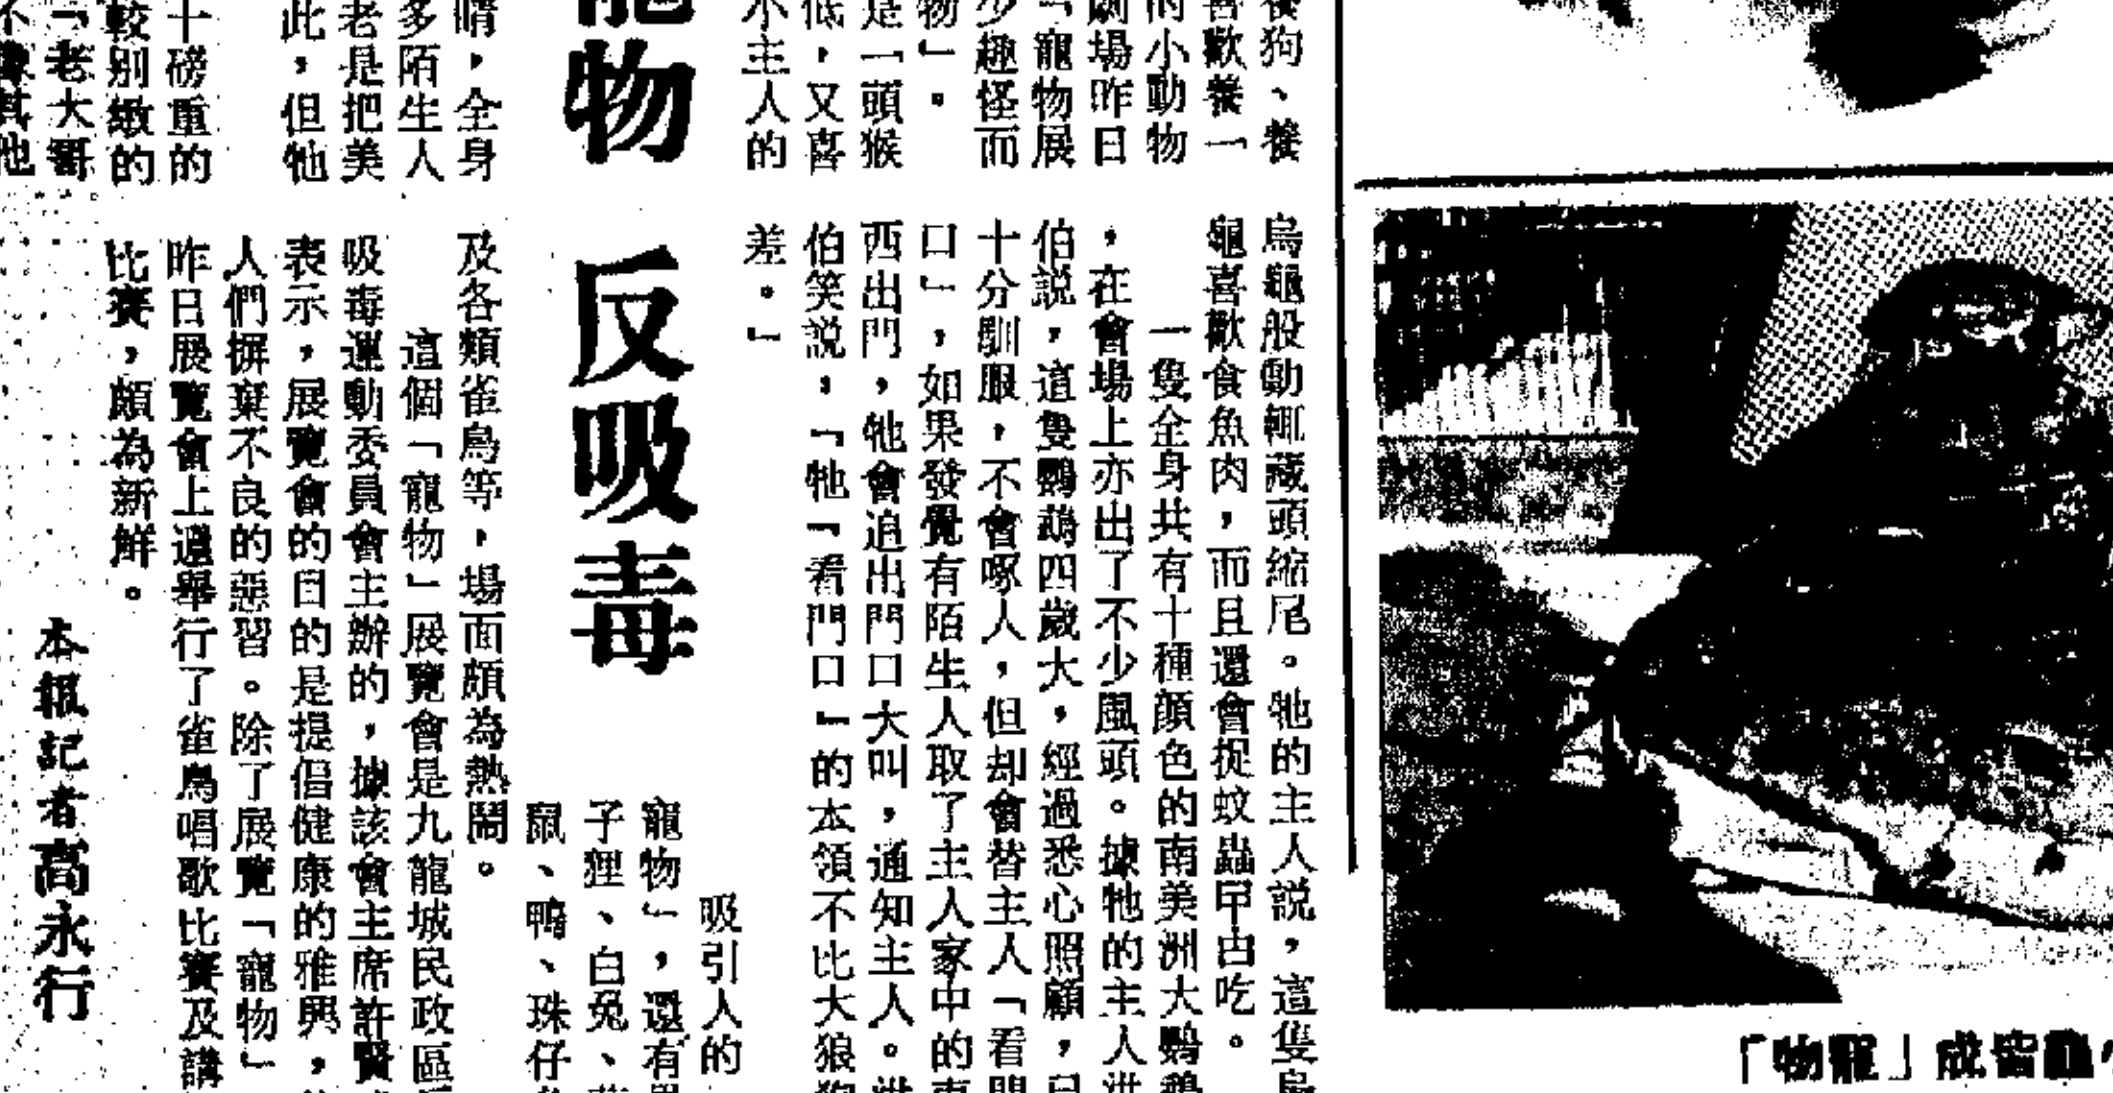 養狗、養
喜歡養一
的小動物
劇場昨日
「寵物展
少趣怪而
物」。
是一頭猴
低,又喜
小主人的
寵物 反吸毒
睛,全身
多陌生人
老是把美
此,但牠
十磅重的
較别緻的
「老大哥
烏龜般動輒藏頭縮尾。牠的主人説,這隻烏
龜喜歡食魚肉,而且還會捉蚊蟲甲甴吃。
一隻全身共有十種顔色的南美洲大鸚鵡
,在會場上亦出了不少風頭。據牠的主人
伯説,這隻鸚鵡四歲大,經過悉心照顧,已
十分馴服,不會啄人,但却會替主人「看門
口」,如果發覺有陌生人取了主人家中的東
西出門,牠會追出門口大叫,通知主人。
伯笑説:「牠「看門口」的本領不比大狼狗
差。」
吸引人的
寵物」,還有
子狸、白兎、
鼠、鴨、珠仔
及各類雀鳥等,場面頗為熱鬧。
這個「寵物」展覽會是九龍城民政區
吸毒運動委員會主辦的,據該會主席許賢
表示,展覽會的目的是提倡健康的雅興,
人們摒棄不良的惡習。除了展覽「寵物」
昨日展覽會上還舉行了雀鳥唱歌比賽及講
比賽,頗為新鮮。
本報記者高永行
「物寵」成皆龜